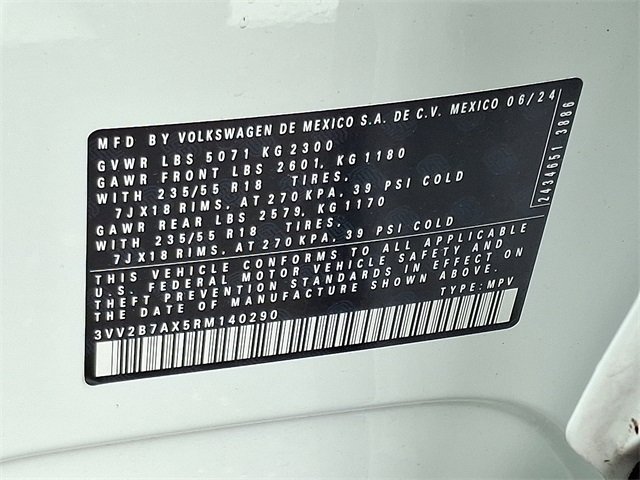 MFD BY VOLKSWAGEN DE MEXICO S.A. DE C.V. MEXICO 06/24
GVWR LBS 5071 KG 2300
GAWR FRONT LBS 2601, KG 1180
WITH 235/55 R18 TIRES,
7JX18 RIMS, AT 270 KPA, 39 PSI COLD
GAWR REAR LBS 2579, KG 1170
WITH 235/55 R18 TIRES,
7JX18 RIMS, AT 270 KPA, 39 PSI COLD
THIS VEHICLE CONFORMS TO ALL APPLICABLE
U.S. FEDERAL MOTOR VEHICLE SAFETY AND
THEFT PREVENTION STANDARDS IN EFFECT ON
THE DATE OF MANUFACTURE SHOWN ABOVE.
3VV2B7AX5RM140290 TYPE: MPV
2434651 3886